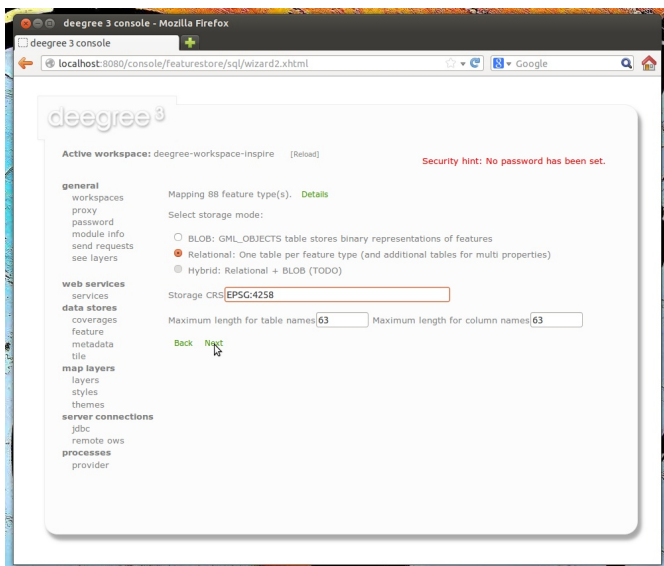 deegree 3 console - Mozilla Firefox
deegree 3 console
localhost:8080/console/featurestore/sql/wizard2.xhtml
Google
deegree 3
Active workspace: deegree-workspace-inspire [Reload]
Security hint: No password has been set.
general
workspaces
proxy
password
module info
send requests
see layers
web services
services
data stores
coverages
feature
metadata
tile
map layers
layers
styles
themes
server connections
jdbc
remote ows
processes
provider
Mapping 88 feature type(s). Details
Select storage mode:
BLOB: GML_OBJECTS table stores binary representations of features
Relational: One table per feature type (and additional tables for multi properties)
Hybrid: Relational + BLOB (TODO)
Storage CRS EPSG:4258
Maximum length for table names 63 Maximum length for column names 63
Back Next